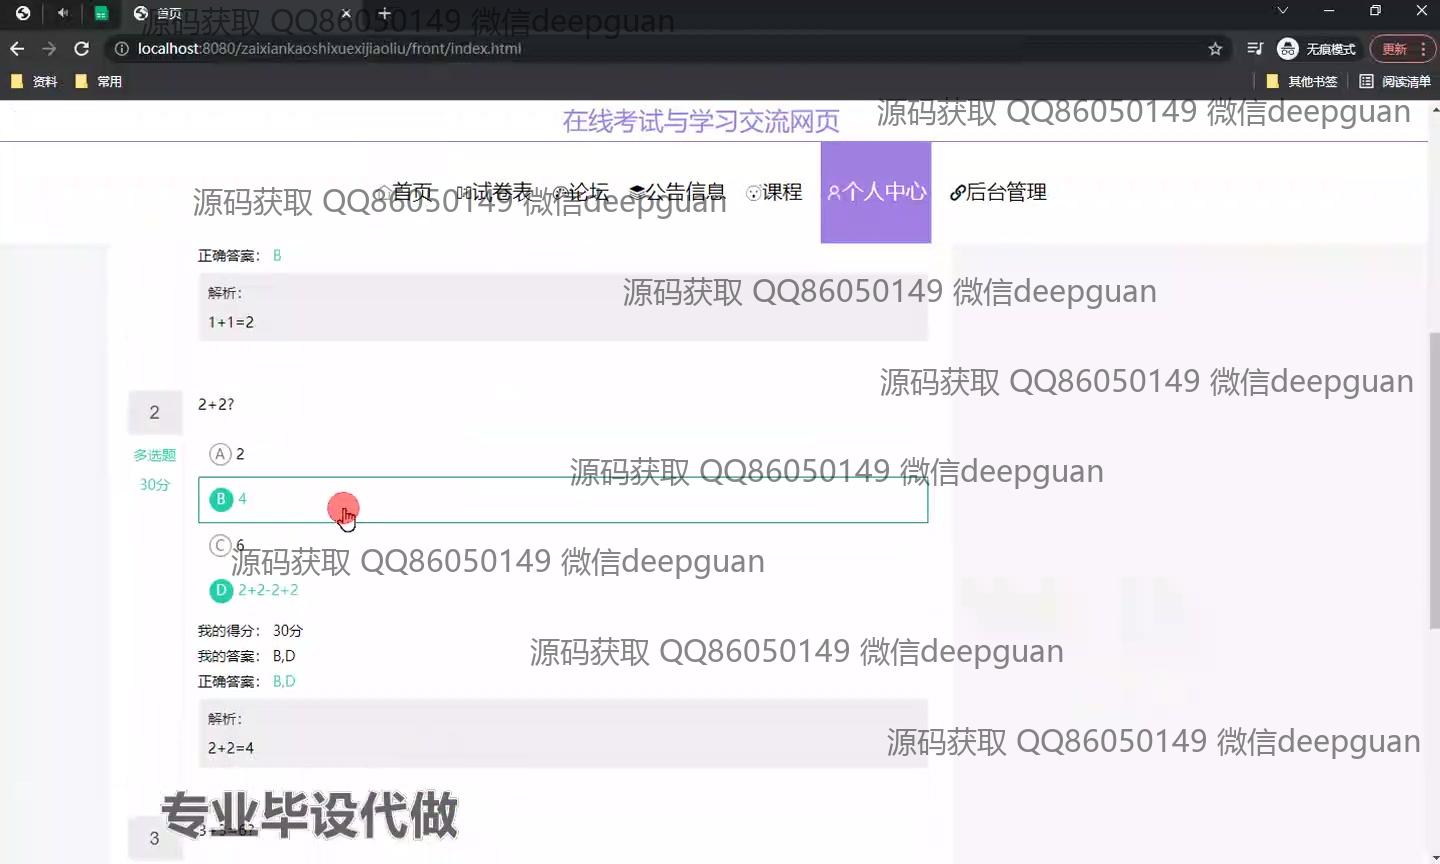 首页
源码获取 QQ86050149 微信deepguan
localhost:8080/zaixiankaoshixuexijiaoliu/front/index.html
无痕模式
更新
资料
常用
其他书签
阅读清单
在线考试与学习交流网页
源码获取 QQ86050149 微信deepguan
首页
试卷表
论坛
公告信息
课程
个人中心
后台管理
源码获取 QQ86050149 微信deepguan
正确答案： B
解析：
源码获取 QQ86050149 微信deepguan
1+1=2
源码获取 QQ86050149 微信deepguan
2
2+2?
多选题
30分
A 2
源码获取 QQ86050149 微信deepguan
B 4
C 6
源码获取 QQ86050149 微信deepguan
D 2+2-2+2
我的得分： 30分
我的答案： B,D
源码获取 QQ86050149 微信deepguan
正确答案： B,D
解析：
2+2=4
源码获取 QQ86050149 微信deepguan
专业毕设代做
3
3+3=6?